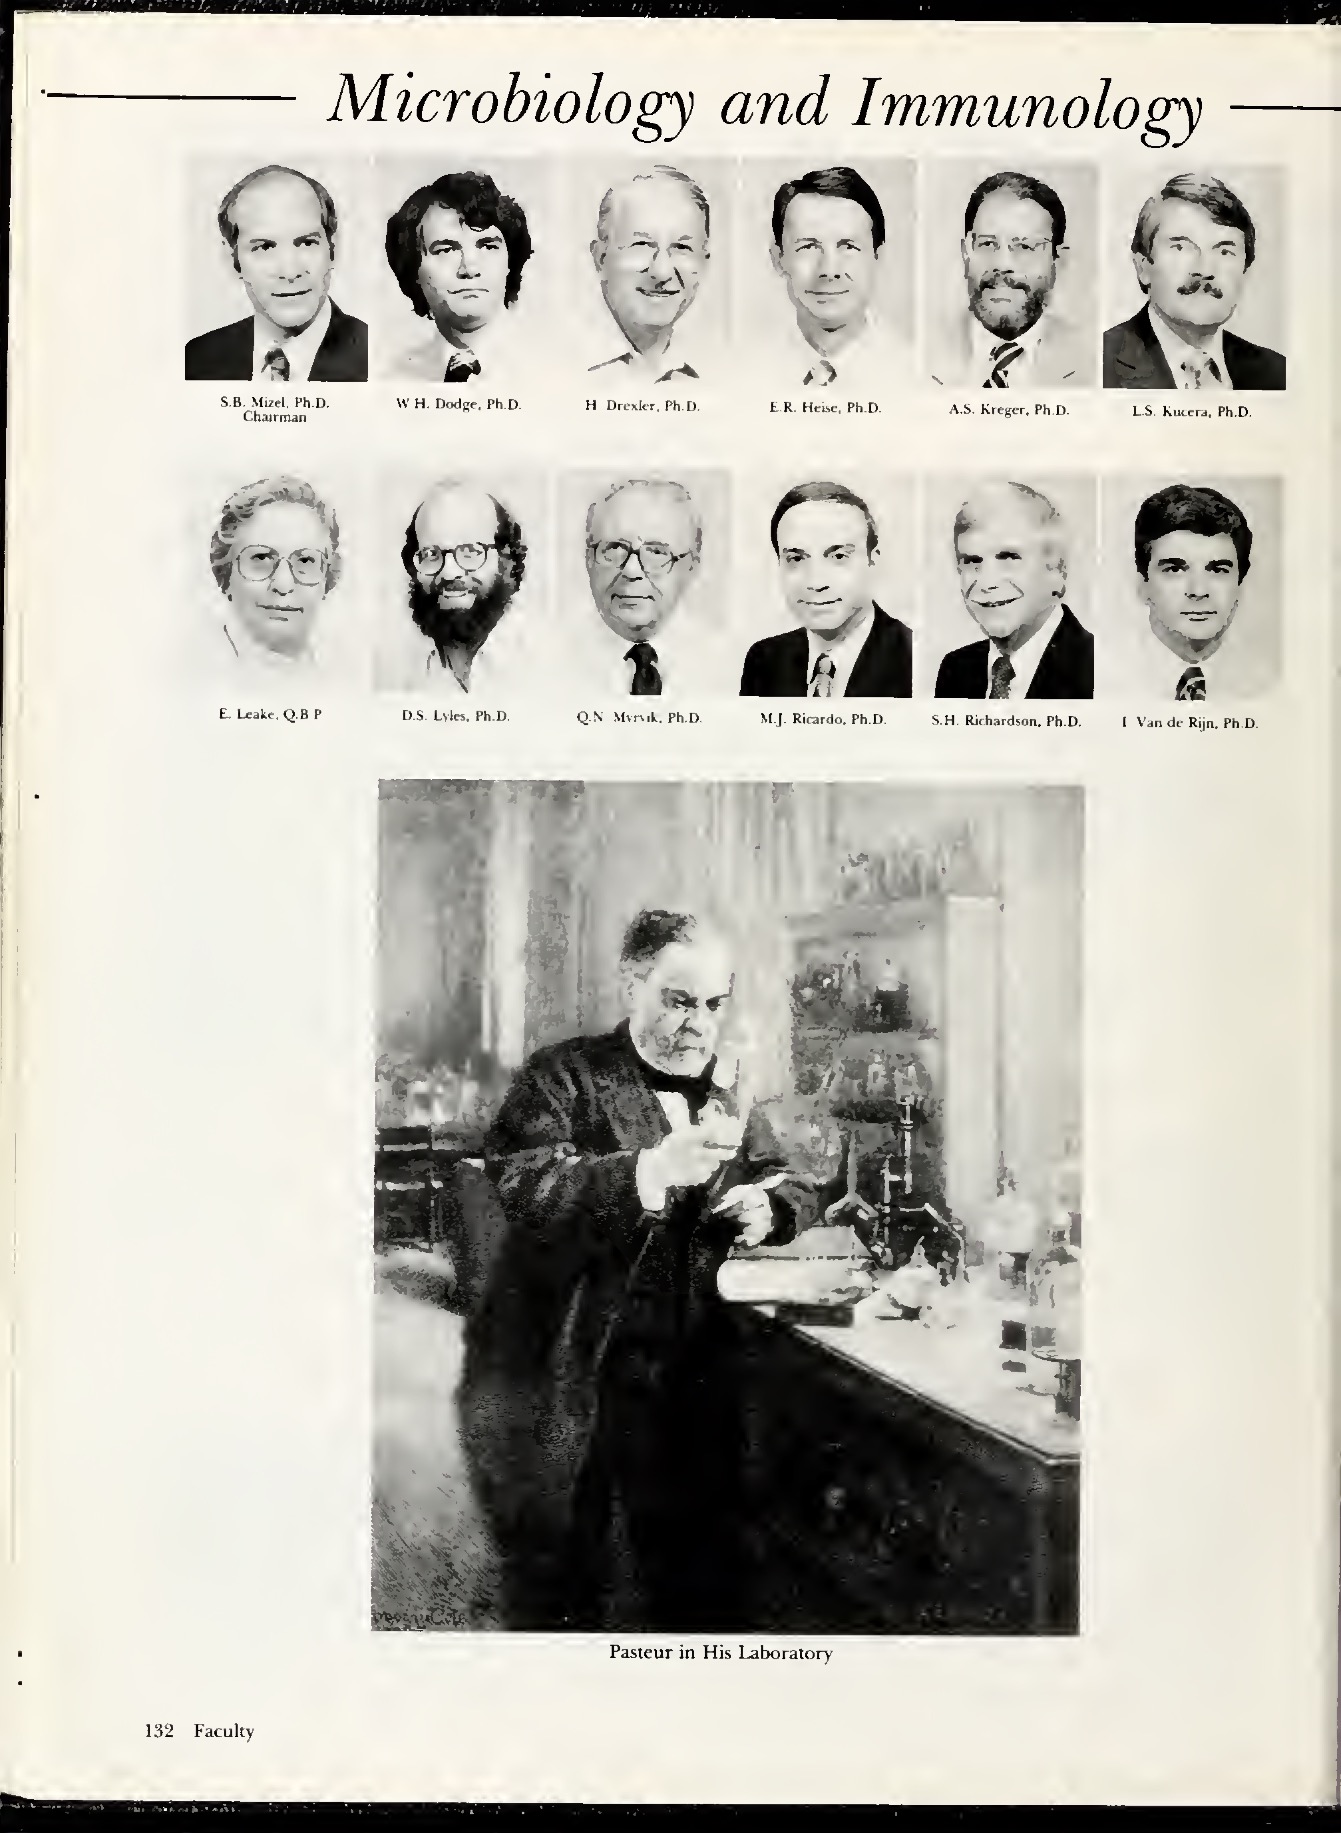 Microbiology and Immunology
S.B. Mizel, Ph.D.
Chairman
W H. Dodge, Ph.D.
H Drexler, Ph.D.
E.R. Heise, Ph.D.
A.S. Kreger, Ph.D.
L.S. Kucera, Ph.D.
E. Leake, Q.B P
D.S. Lyles, Ph.D.
Q.N Myrvik, Ph.D.
M.J. Ricardo, Ph.D.
S.H. Richardson, Ph.D.
I Van de Rijn, Ph.D.
Pasteur in His Laboratory
132 Faculty